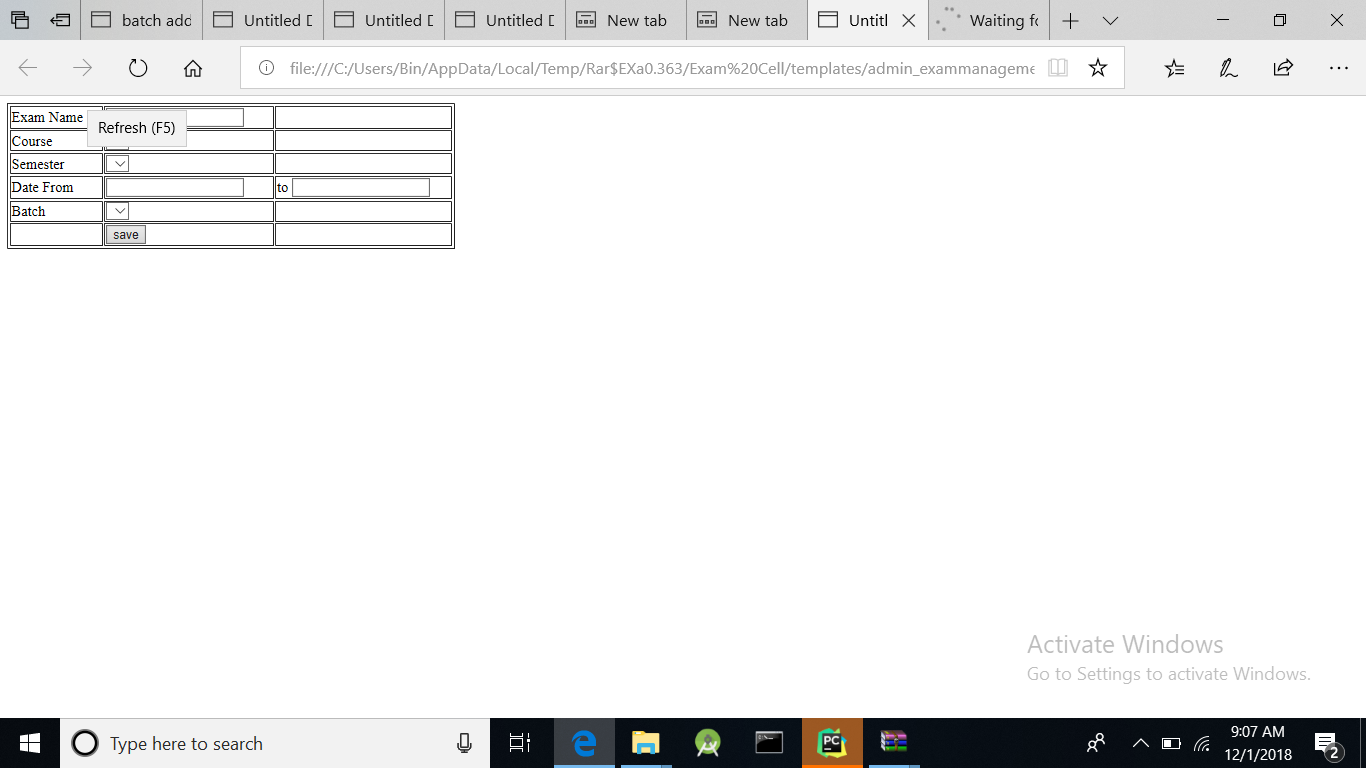 batch add
Untitled D
Untitled D
Untitled D
New tab
New tab
Untitl
Waiting fo
file:///C:/Users/Bin/AppData/Local/Temp/Rar$EXa0.363/Exam%20Cell/templates/admin_exammanageme
Exam Name
Refresh (F5)
Course
Semester
Date From to
Batch
save
Activate Windows
Go to Settings to activate Windows.
Type here to search
PC
9:07 AM
12/1/2018
2